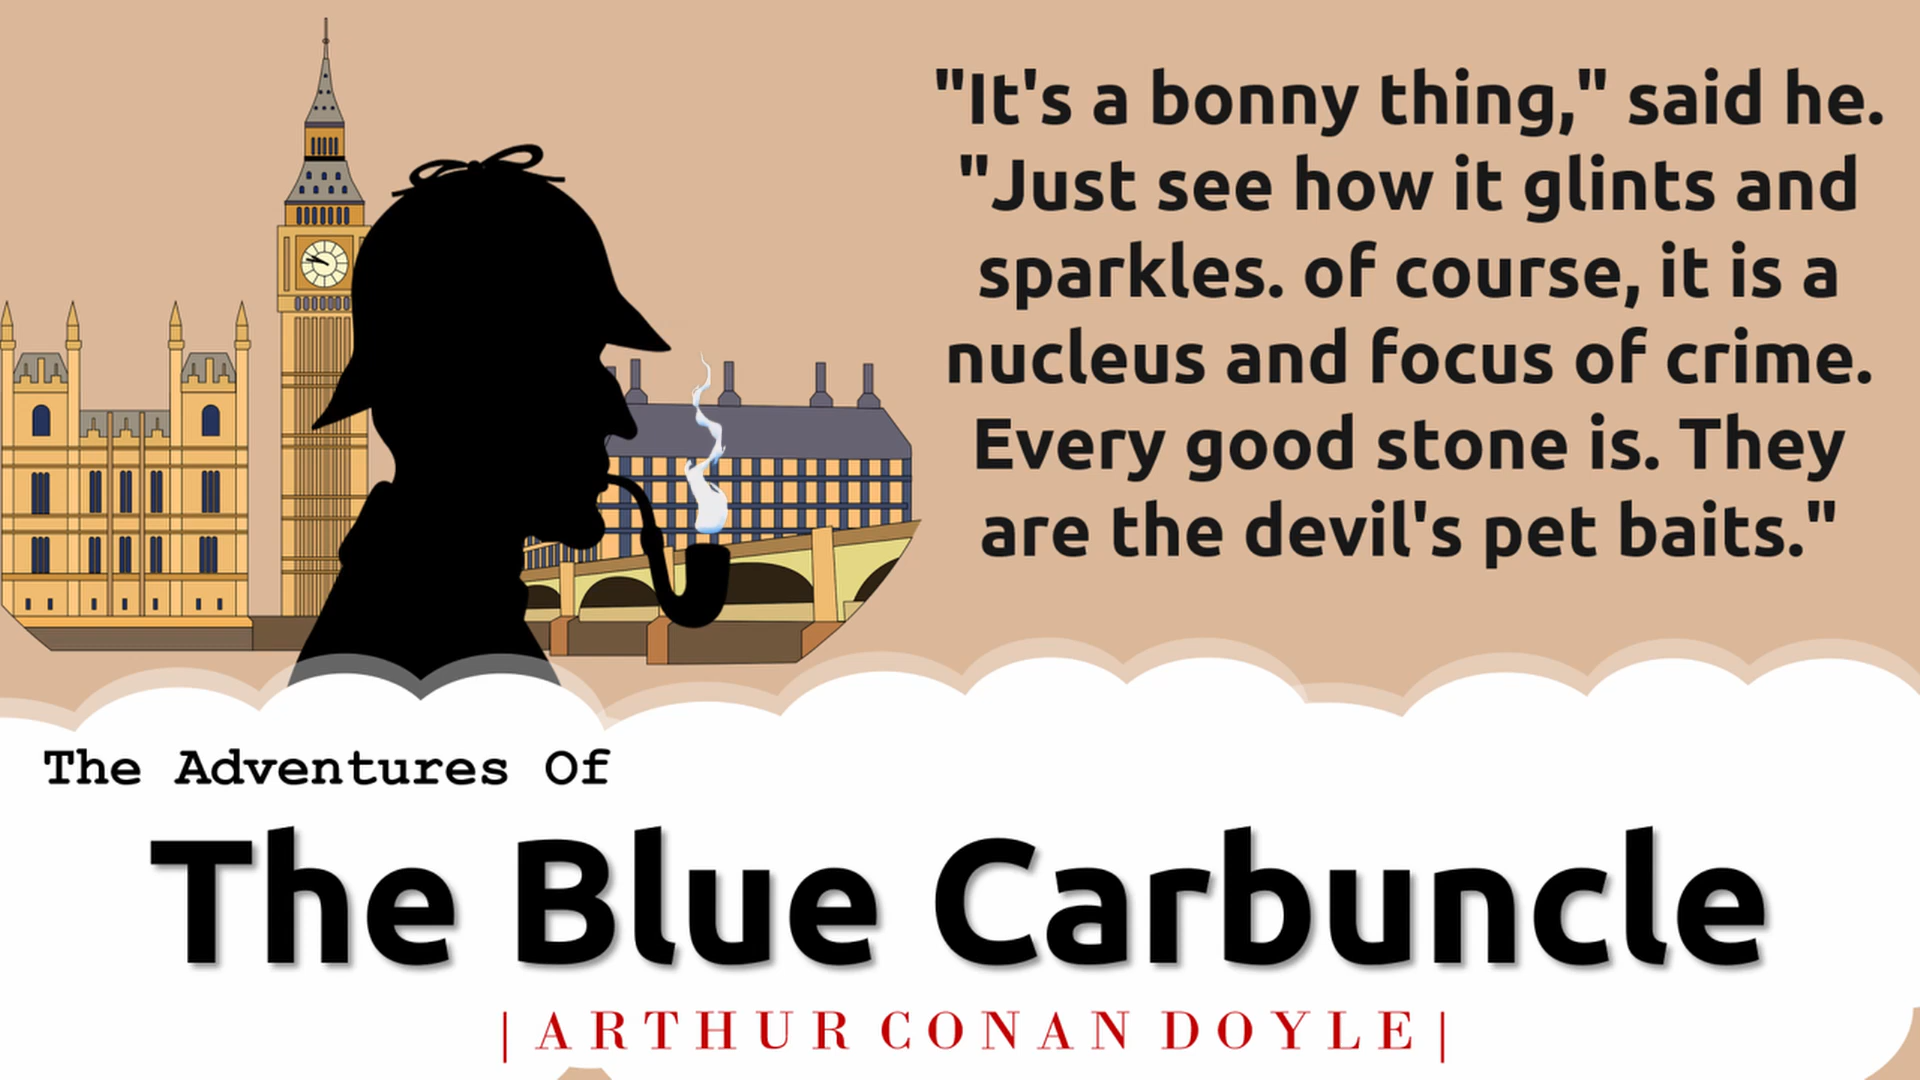 "It's a bonny thing," said he.
"Just see how it glints and
sparkles. of course, it is a
nucleus and focus of crime.
Every good stone is. They
are the devil's pet baits."
The Adventures Of
The Blue Carbuncle
| ARTHUR CONAN DOYLE |